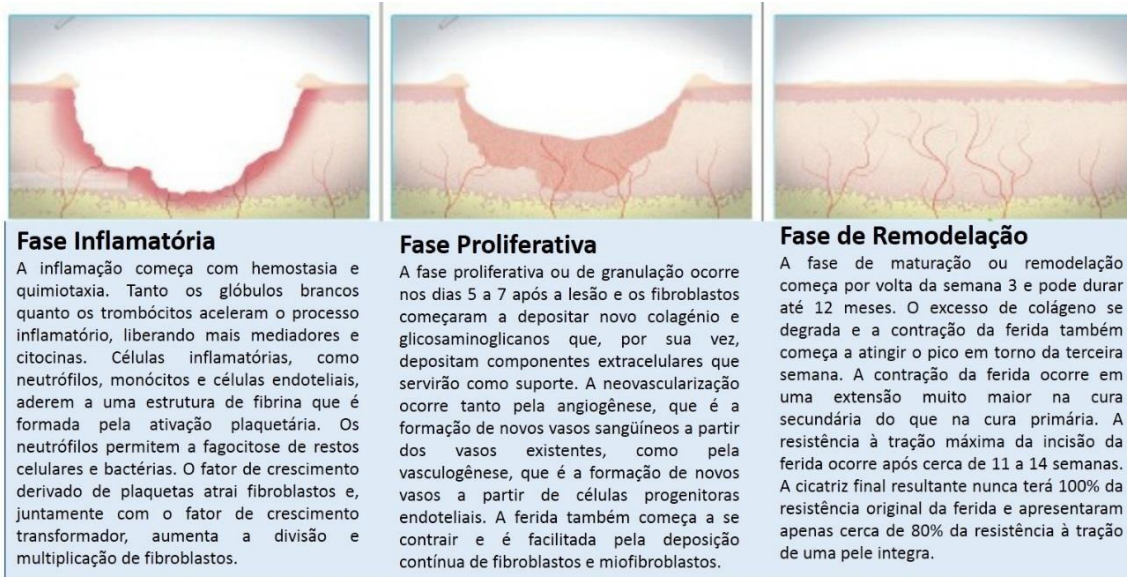 Fase Inflamatória
A inflamação começa com hemostasia e
quimiotaxia. Tanto os glóbulos brancos
quanto os trombócitos aceleram o processo
inflamatório, liberando mais mediadores e
citocinas. Células inflamatórias, como
neutrófilos, monócitos e células endoteliais,
aderem a uma estrutura de fibrina que é
formada pela ativação plaquetária. Os
neutrófilos permitem a fagocitose de restos
celulares e bactérias. O fator de crescimento
derivado de plaquetas atrai fibroblastos e,
juntamente com o fator de crescimento
transformador, aumenta a divisão e
multiplicação de fibroblastos.
Fase Proliferativa
A fase proliferativa ou de granulação ocorre
nos dias 5 a 7 após a lesão e os fibroblastos
começaram a depositar novo colagénio e
glicosaminoglicanos que, por sua vez,
depositam componentes extracelulares que
servirão como suporte. A neovascularização
ocorre tanto pela angiogênese, que é a
formação de novos vasos sangüíneos a partir
dos vasos existentes, como pela
vasculogênese, que é a formação de novos
vasos a partir de células progenitoras
endoteliais. A ferida também começa a se
contrair e é facilitada pela deposição
contínua de fibroblastos e miofibroblastos.
Fase de Remodelação
A fase de maturação ou remodelação
começa por volta da semana 3 e pode durar
até 12 meses. O excesso de colágeno se
degrada e a contração da ferida também
começa a atingir o pico em torno da terceira
semana. A contração da ferida ocorre em
uma extensão muito maior na cura
secundária do que na cura primária. A
resistência à tração máxima da incisão da
ferida ocorre após cerca de 11 a 14 semanas.
A cicatriz final resultante nunca terá 100% da
resistência original da ferida e apresentaram
apenas cerca de 80% da resistência à tração
de uma pele integra.